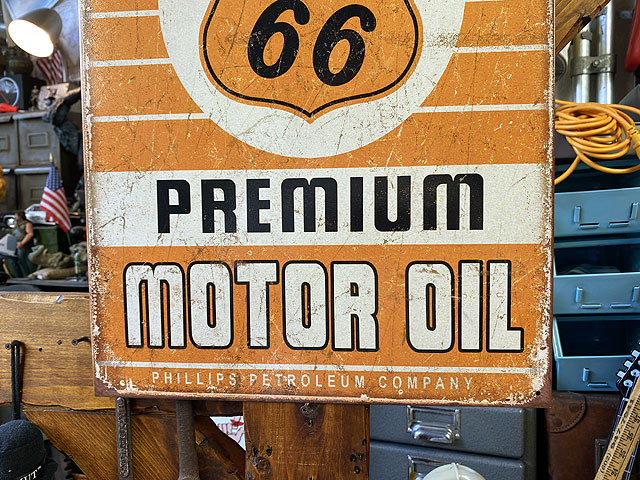 66
PREMIUM
MOTOR OIL
PHILLIPS PETROLEUM COMPANY